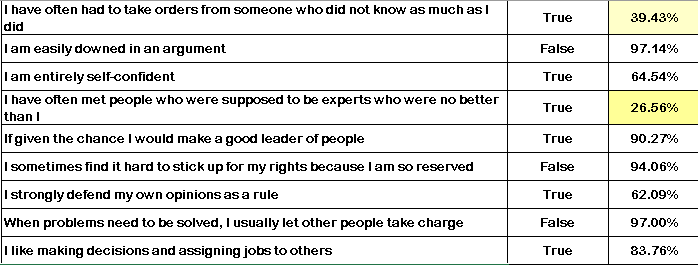 I have often had to take orders from someone who did not know as much as I did True 39.43%
I am easily downed in an argument False 97.14%
I am entirely self-confident True 64.54%
I have often met people who were supposed to be experts who were no better than I True 26.56%
If given the chance I would make a good leader of people True 90.27%
I sometimes find it hard to stick up for my rights because I am so reserved False 94.06%
I strongly defend my own opinions as a rule True 62.09%
When problems need to be solved, I usually let other people take charge False 97.00%
I like making decisions and assigning jobs to others True 83.76%